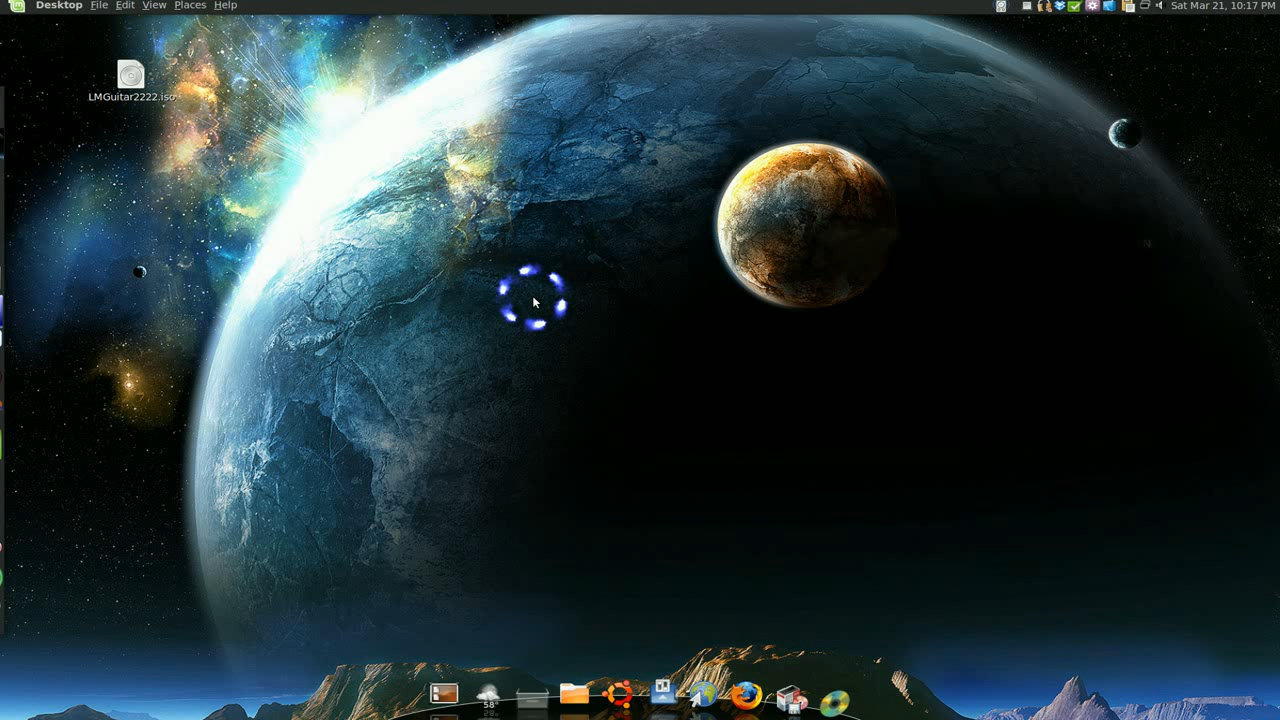 Desktop File Edit View Places Help Sat Mar 21, 10:17 PM
LMGuitar2222.iso
58°